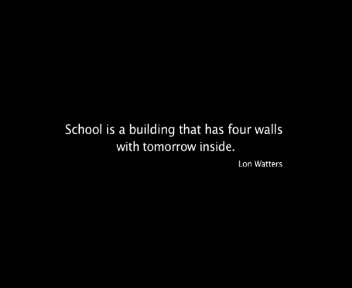 School is a building that has four walls
with tomorrow inside.
Lon Watters